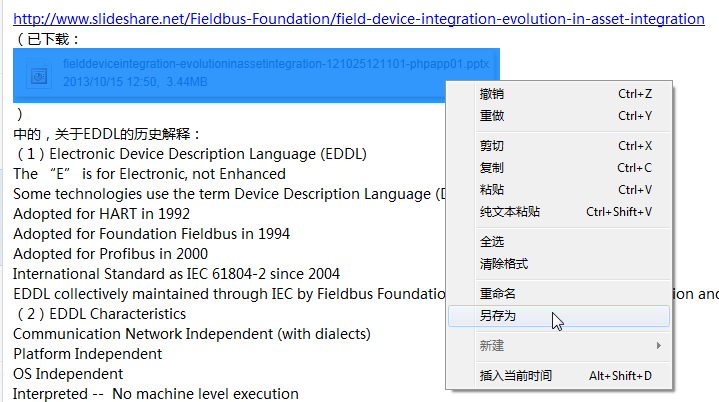 http://www.slideshare.net/Fieldbus-Foundation/field-device-integration-evolution-in-asset-integration
（已下载：
fielddeviceintegration-evolutioninassetintegration-121025121101-phpapp01.pptx
2013/10/15 12:50, 3.44MB
）
中的，关于EDDL的历史解释：
（1）Electronic Device Description Language (EDDL)
The “E” is for Electronic, not Enhanced
Some technologies use the term Device Description Language (
Adopted for HART in 1992
Adopted for Foundation Fieldbus in 1994
Adopted for Profibus in 2000
International Standard as IEC 61804-2 since 2004
EDDL collectively maintained through IEC by Fieldbus Foundation and
（2）EDDL Characteristics
Communication Network Independent (with dialects)
Platform Independent
OS Independent
Interpreted -- No machine level execution
撤销 Ctrl+Z
重做 Ctrl+Y
剪切 Ctrl+X
复制 Ctrl+C
粘贴 Ctrl+V
纯文本粘贴 Ctrl+Shift+V
全选
清除格式
重命名
另存为
新建
插入当前时间 Alt+Shift+D